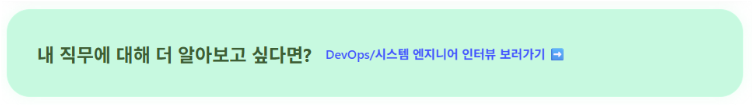 내 직무에 대해 더 알아보고 싶다면? DevOps/시스템 엔지니어 인터뷰 보러가기 ➡️